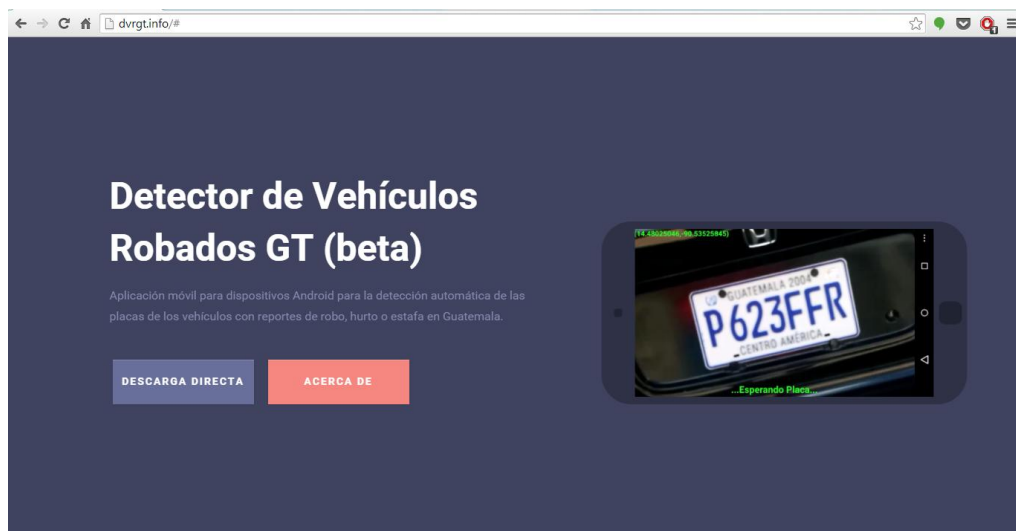 dvrgt.info/#
1
Detector de Vehículos
Robados GT (beta)
Aplicación móvil para dispositivos Android para la detección automática de las
placas de los vehículos con reportes de robo, hurto o estafa en Guatemala.
DESCARGA DIRECTA
ACERCA DE
GUATEMALA 2004
P623FFR
CENTRO AMÉRICA
...Esperando Placa...